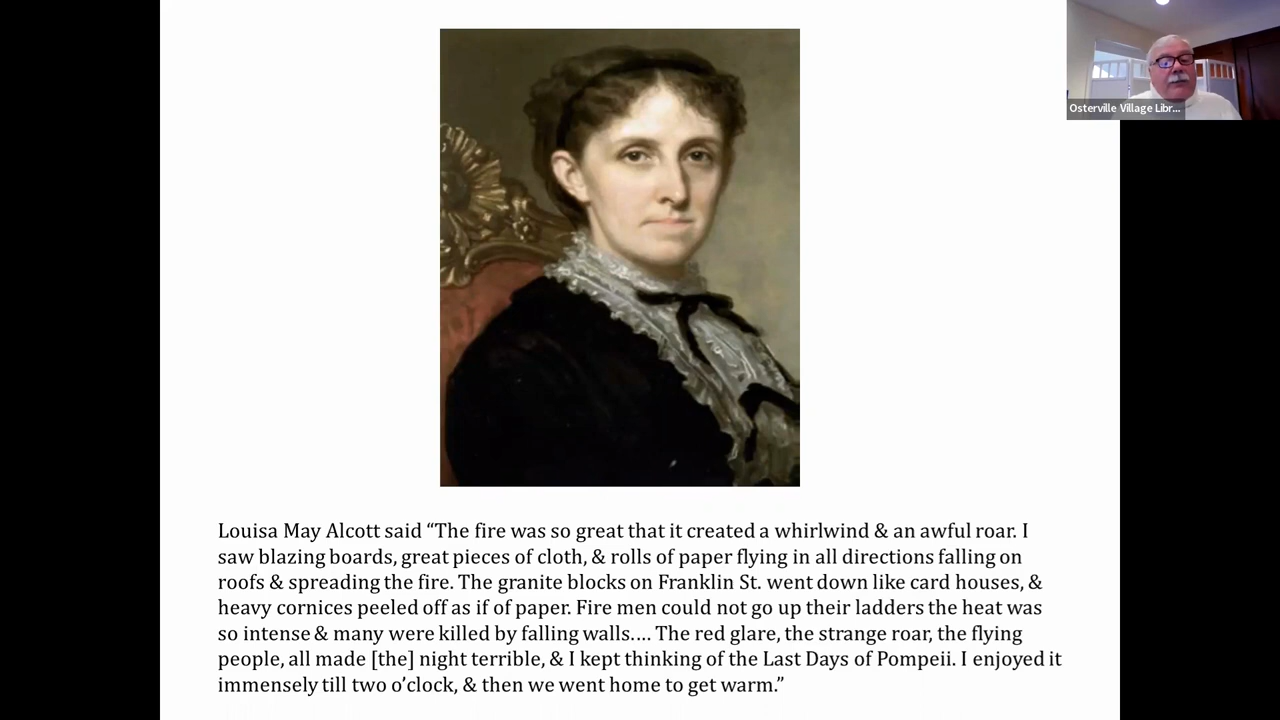 Osterville Village Libr...
Louisa May Alcott said “The fire was so great that it created a whirlwind & an awful roar. I
saw blazing boards, great pieces of cloth, & rolls of paper flying in all directions falling on
roofs & spreading the fire. The granite blocks on Franklin St. went down like card houses, &
heavy cornices peeled off as if of paper. Fire men could not go up their ladders the heat was
so intense & many were killed by falling walls.… The red glare, the strange roar, the flying
people, all made [the] night terrible, & I kept thinking of the Last Days of Pompeii. I enjoyed it
immensely till two o’clock, & then we went home to get warm.”